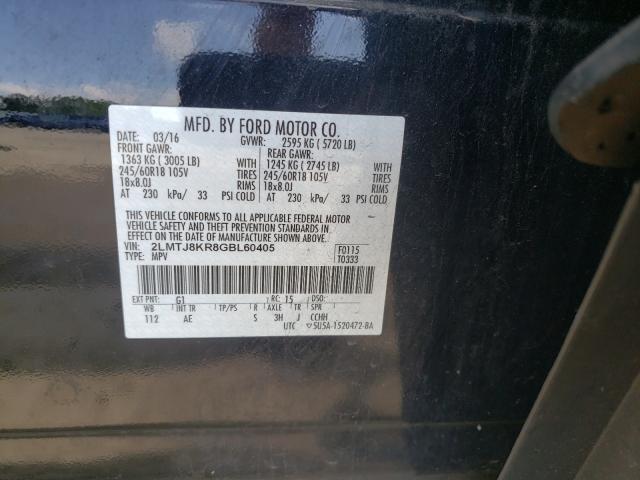 MFD. BY FORD MOTOR CO.
DATE: 03/16 GVWR: 2595 KG ( 5720 LB)
FRONT GAWR: REAR GAWR:
1363 KG ( 3005 LB) WITH 1245 KG ( 2745 LB) WITH
245/60R18 105V TIRES 245/60R18 105V TIRES
18x8.0J RIMS 18x8.0J RIMS
AT 230 kPa/ 33 PSI COLD AT 230 kPa/ 33 PSI COLD
THIS VEHICLE CONFORMS TO ALL APPLICABLE FEDERAL MOTOR
VEHICLE SAFETY AND THEFT PREVENTION STANDARDS IN
EFFECT ON THE DATE OF MANUFACTURE SHOWN ABOVE.
VIN: 2LMTJ8KR8GBL60405 F0115
TYPE: MPV T0333
EXT PNT: G1 RC: 15 DSO:
WB INT TR TP/PS R AXLE TR SPR
112 AE S 3H J CCHH
UTC 5U5A-1520472-BA